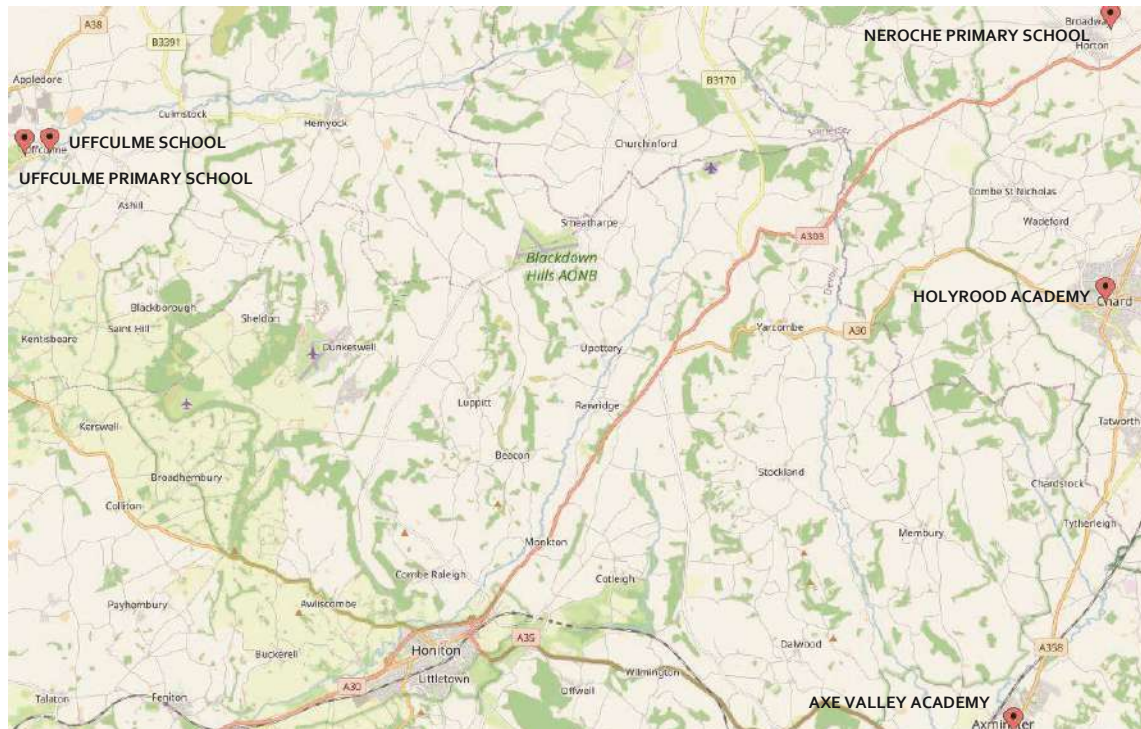 A38
B3391
Appledore
Culmstock
Hemyock
UFFCULME SCHOOL
UFFCULME PRIMARY SCHOOL
Ashill
B3170
Churchinford
Somerset
Smeatharpe
Blackdown
Hills AONB
NEROCHE PRIMARY SCHOOL
Horton
Combe St Nicholas
Wadeford
A303
Devon
HOLYROOD ACADEMY
Chard
A30
Yarcombe
Blackborough
Saint Hill
Kentisbeare
Sheldon
Dunkeswell
Upottery
Luppitt
Rawridge
Kerswell
Beacon
Broadhembury
Colliton
Stockland
Tatworth
Chardstock
Tytherleigh
Membury
Monkton
Combe Raleigh
Cotleigh
Payhembury
Awliscombe
Buckerell
Honiton
Littletown
A35
A30
Talaton
Feniton
Offwell
Wilmington
Dalwood
A358
AXE VALLEY ACADEMY